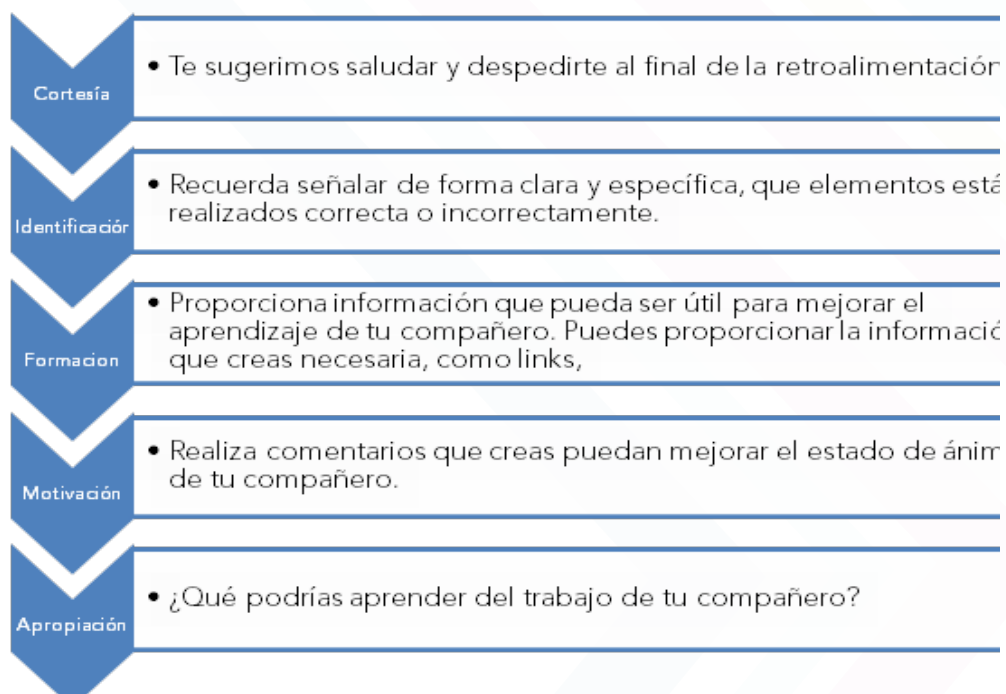 Cortesía
• Te sugerimos saludar y despedirte al final de la retroalimentación
Identificación
• Recuerda señalar de forma clara y específica, que elementos está
realizados correcta o incorrectamente.
Formacion
• Proporciona información que pueda ser útil para mejorar el
aprendizaje de tu compañero. Puedes proporcionar la informació
que creas necesaria, como links,
Motivación
• Realiza comentarios que creas puedan mejorar el estado de ánim
de tu compañero.
Apropiación
• ¿Qué podrías aprender del trabajo de tu compañero?